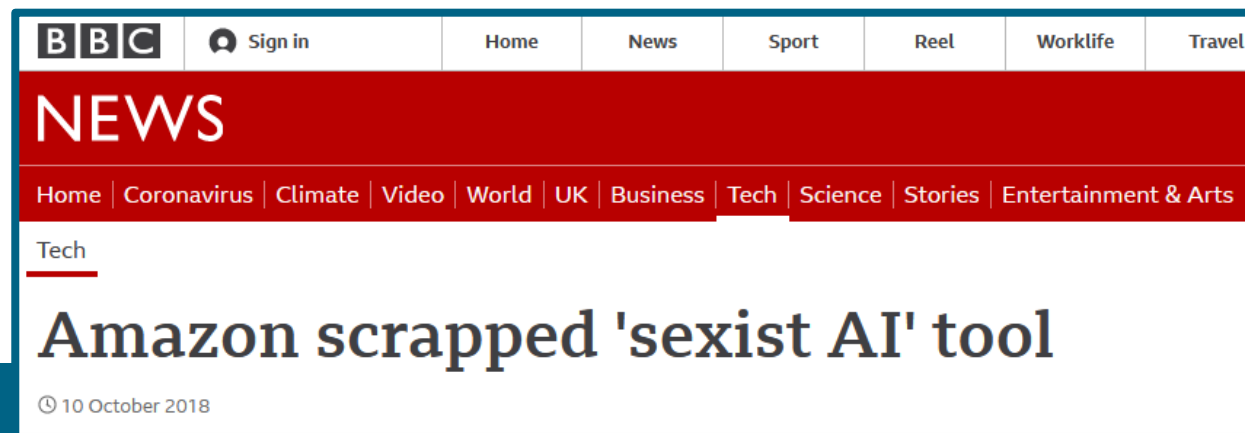 BBC Sign in Home News Sport Reel Worklife Travel
NEWS
Home Coronavirus Climate Video World UK Business Tech Science Stories Entertainment & Arts
Tech
Amazon scrapped 'sexist AI' tool
10 October 2018